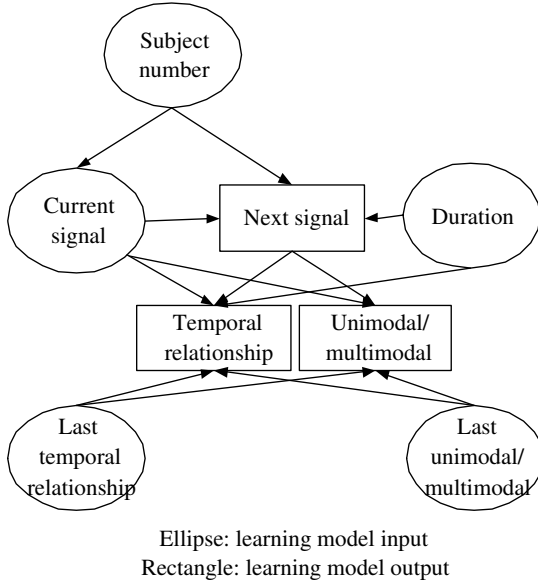 Subject
number
Current
signal
Next signal
Duration
Temporal
relationship
Unimodal/
multimodal
Last
temporal
relationship
Last
unimodal/
multimodal
Ellipse: learning model input
Rectangle: learning model output